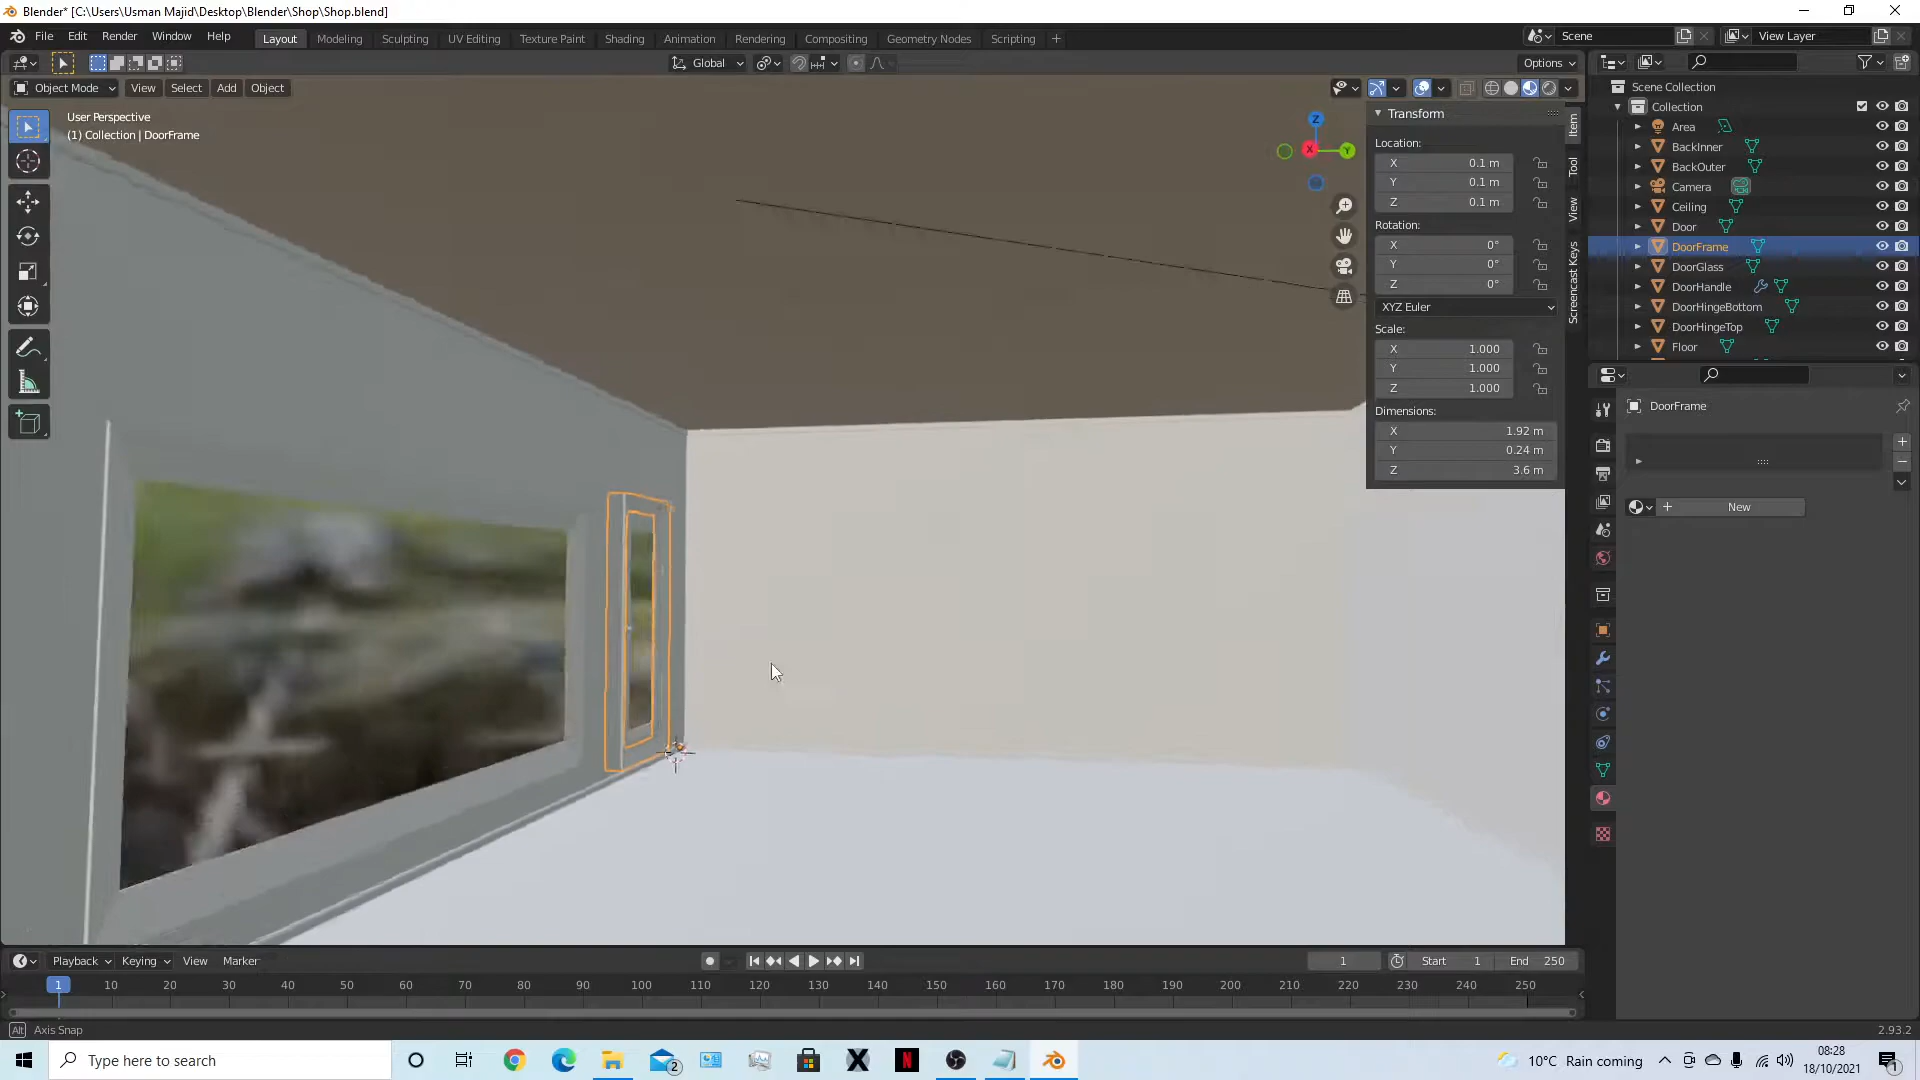 Blender* [C:\Users\Usman Majid\Desktop\Blender\Shop\Shop.blend]
File Edit Render Window Help
Layout Modeling Sculpting UV Editing Texture Paint Shading Animation Rendering Compositing Geometry Nodes Scripting +
Scene
View Layer
Global
Options
Object Mode View Select Add Object
User Perspective
(1) Collection | DoorFrame
Z
X
Y
Transform
Location:
X 0.1 m
Y 0.1 m
Z 0.1 m
Rotation:
X 0°
Y 0°
Z 0°
XYZ Euler
Scale:
X 1.000
Y 1.000
Z 1.000
Dimensions:
X 1.92 m
Y 0.24 m
Z 3.6 m
Item
Tool
View
Screencast Keys
Scene Collection
Collection
Area
BackInner
BackOuter
Camera
Ceiling
Door
DoorFrame
DoorGlass
DoorHandle
DoorHingeBottom
DoorHingeTop
Floor
DoorFrame
+ New
Playback Keying View Marker
1
Start 1
End 250
1 10 20 30 40 50 60 70 80 90 100 110 120 130 140 150 160 170 180 190 200 210 220 230 240 250
Alt Axis Snap
2.93.2
Type here to search
2
10°C Rain coming
08:28
18/10/2021
1